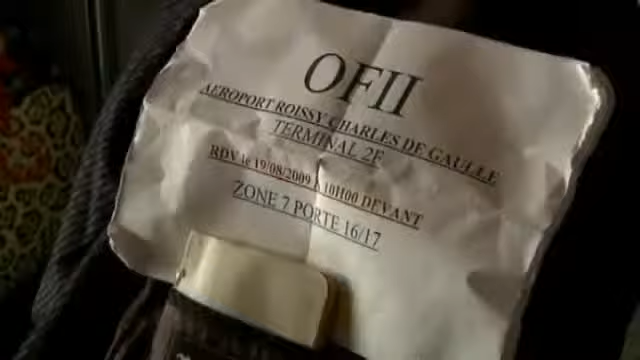 OFII
AEROPORT ROISSY CHARLES DE GAULLE
TERMINAL 2F
RDV le 19/08/2009 à 10H00 DEVANT
ZONE 7 PORTE 16/17